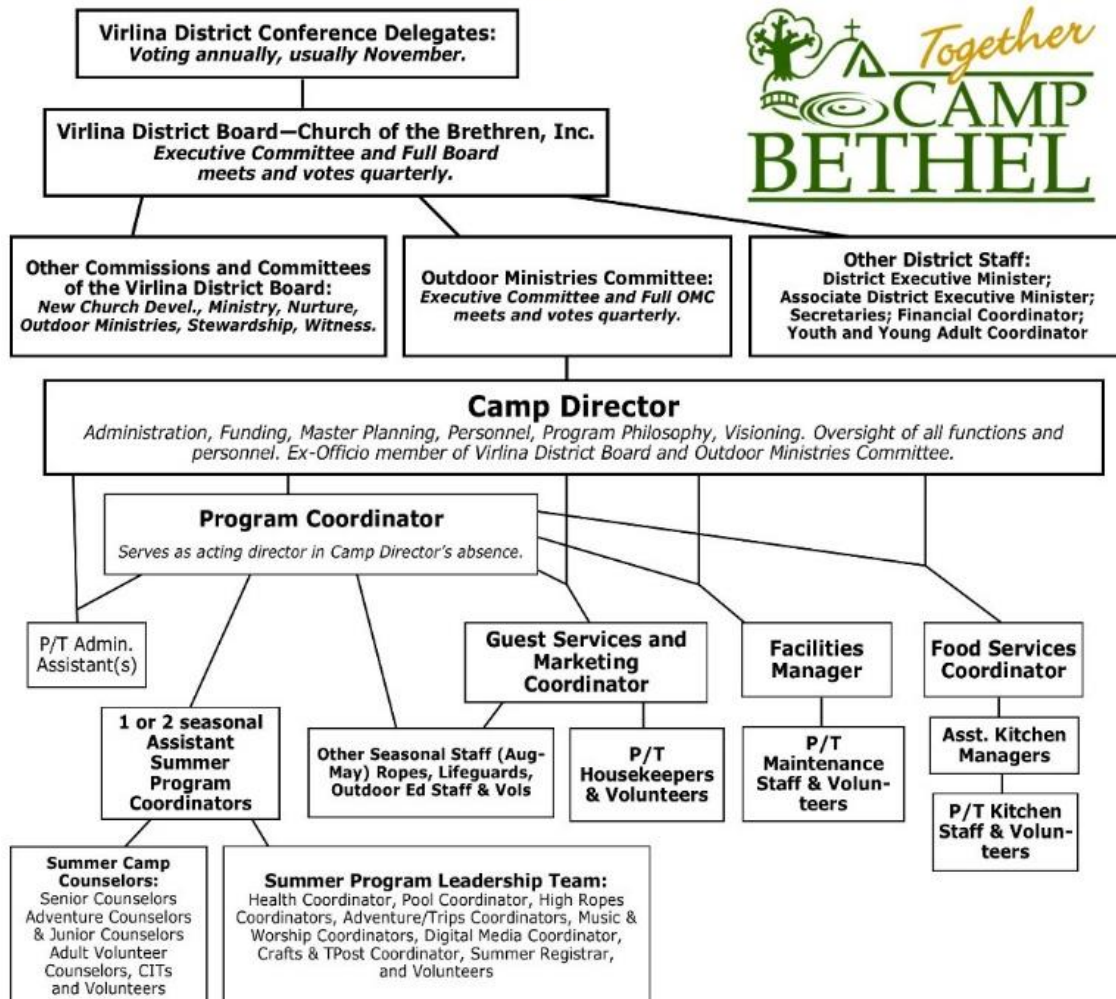 Virlina District Conference Delegates:
Voting annually, usually November.
Together
CAMP
BETHEL
Virlina District Board—Church of the Brethren, Inc.
Executive Committee and Full Board
meets and votes quarterly.
Other Commissions and Committees
of the Virlina District Board:
New Church Devel., Ministry, Nurture,
Outdoor Ministries, Stewardship, Witness.
Outdoor Ministries Committee:
Executive Committee and Full OMC
meets and votes quarterly.
Other District Staff:
District Executive Minister;
Associate District Executive Minister;
Secretaries; Financial Coordinator;
Youth and Young Adult Coordinator
Camp Director
Administration, Funding, Master Planning, Personnel, Program Philosophy, Visioning. Oversight of all functions and
personnel. Ex-Officio member of Virlina District Board and Outdoor Ministries Committee.
Program Coordinator
Serves as acting director in Camp Director's absence.
P/T Admin.
Assistant(s)
Guest Services and
Marketing
Coordinator
Facilities
Manager
Food Services
Coordinator
1 or 2 seasonal
Assistant
Summer
Program
Coordinators
Other Seasonal Staff (Aug-
May) Ropes, Lifeguards,
Outdoor Ed Staff & Vols
P/T
Housekeepers
& Volunteers
P/T
Maintenance
Staff & Volun-
teers
Asst. Kitchen
Managers
P/T Kitchen
Staff & Volun-
teers
Summer Camp
Counselors:
Senior Counselors
Adventure Counselors
& Junior Counselors
Adult Volunteer
Counselors, CITs
and Volunteers
Summer Program Leadership Team:
Health Coordinator, Pool Coordinator, High Ropes
Coordinators, Adventure/Trips Coordinators, Music &
Worship Coordinators, Digital Media Coordinator,
Crafts & TPost Coordinator, Summer Registrar,
and Volunteers